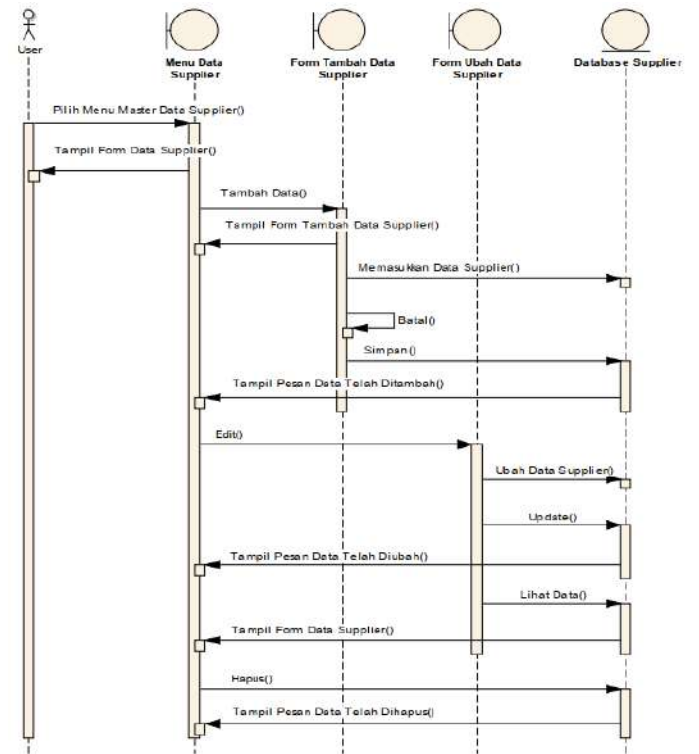 User
Menu Data
Supplier
Form Tambah Data
Supplier
Form Ubah Data
Supplier
Database Supplier
Pilih Menu Master Data Supplier()
Tampil Form Data Supplier()
Tambah Data()
Tampil Form Tambah Data Supplier()
Memasukkan Data Supplier()
Batal()
Simpan()
Tampil Pesan Data Telah Ditambah()
Edit()
Ubah Data Supplier()
Update()
Tampil Pesan Data Telah Diubah()
Lihat Data()
Tampil Form Data Supplier()
Hapus()
Tampil Pesan Data Telah Dihapus()